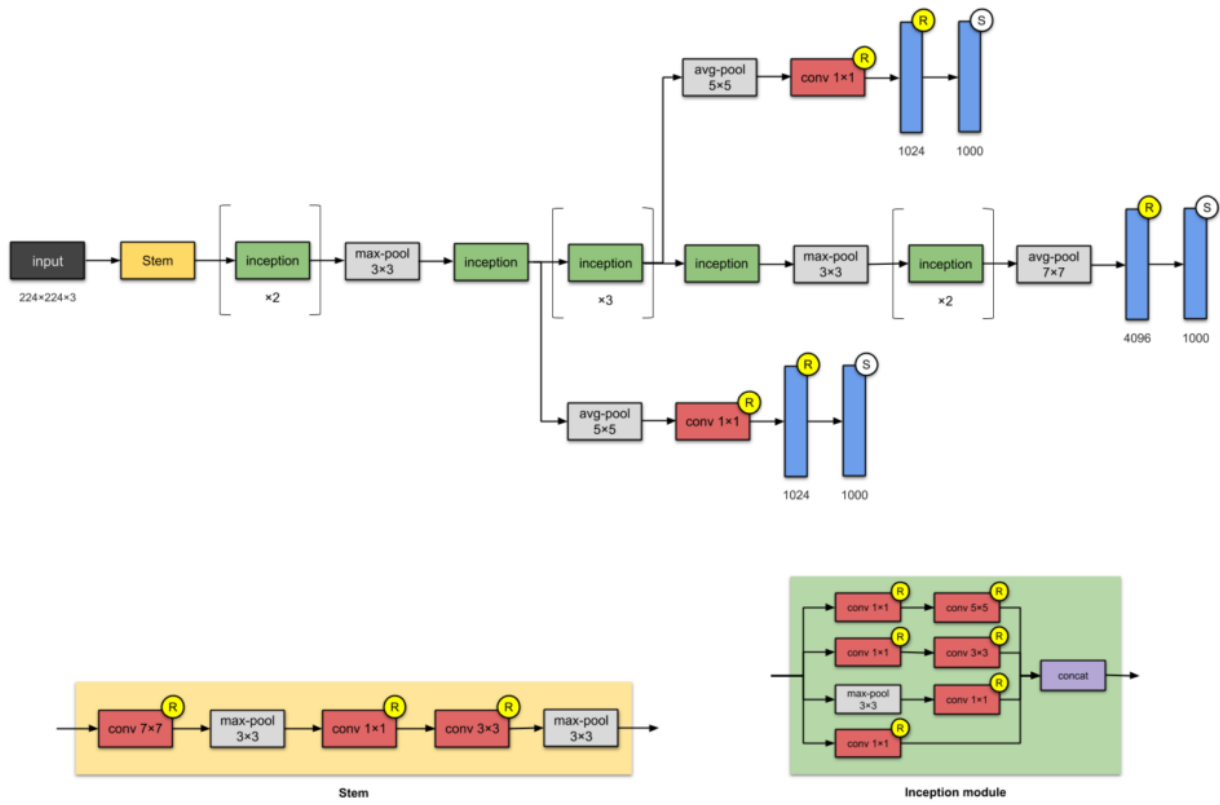 R
S
avg-pool
5×5
conv 1×1
R
1024
1000
input
224×224×3
Stem
inception
×2
max-pool
3×3
inception
inception
×3
inception
max-pool
3×3
inception
×2
avg-pool
7×7
R
S
4096
1000
avg-pool
5×5
conv 1×1
R
R
S
1024
1000
conv 7×7
R
max-pool
3×3
conv 1×1
R
conv 3×3
R
max-pool
3×3
Stem
conv 1×1
R
conv 5×5
R
conv 1×1
R
conv 3×3
R
max-pool
3×3
conv 1×1
R
conv 1×1
R
concat
Inception module